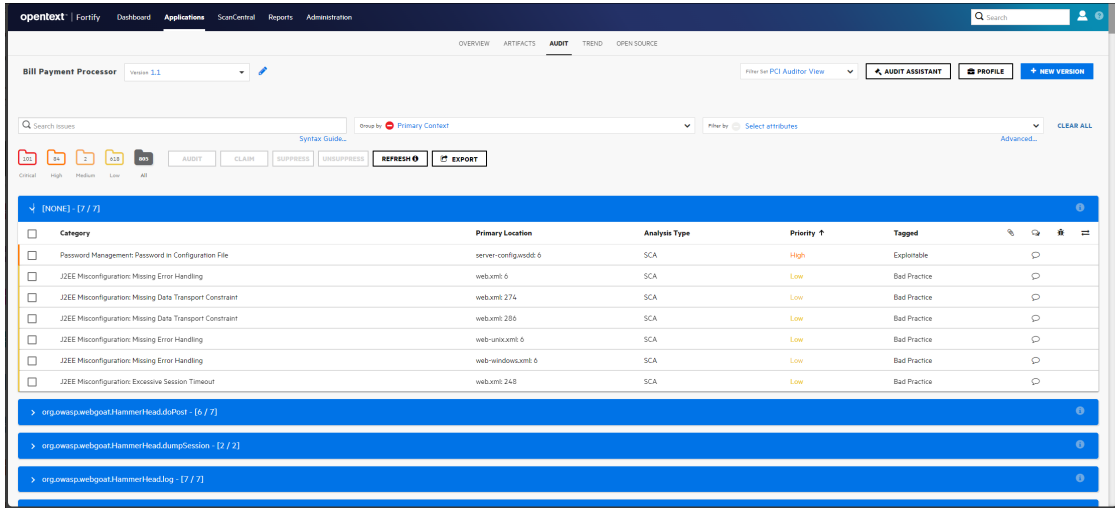 opentext™ | Fortify Dashboard Applications ScanCentral Reports Administration Search
OVERVIEW ARTIFACTS AUDIT TREND OPEN SOURCE
Bill Payment Processor Version 1.1 Filter Set PCI Auditor View AUDIT ASSISTANT PROFILE + NEW VERSION
Search issues Group by Primary Context Filter by Select attributes CLEAR ALL
Syntax Guide... Advanced...
101 84 2 618 805 AUDIT CLAIM SUPPRESS UNSUPPRESS REFRESH EXPORT
Critical High Medium Low All
[NONE] - [7 / 7]
Category Primary Location Analysis Type Priority ↑ Tagged
Password Management: Password in Configuration File server-config.wsdd: 6 SCA High Exploitable
J2EE Misconfiguration: Missing Error Handling web.xml: 6 SCA Low Bad Practice
J2EE Misconfiguration: Missing Data Transport Constraint web.xml: 274 SCA Low Bad Practice
J2EE Misconfiguration: Missing Data Transport Constraint web.xml: 286 SCA Low Bad Practice
J2EE Misconfiguration: Missing Error Handling web-unix.xml: 6 SCA Low Bad Practice
J2EE Misconfiguration: Missing Error Handling web-windows.xml: 6 SCA Low Bad Practice
J2EE Misconfiguration: Excessive Session Timeout web.xml: 248 SCA Low Bad Practice
org.owasp.webgoat.HammerHead.doPost - [6 / 7]
org.owasp.webgoat.HammerHead.dumpSession - [2 / 2]
org.owasp.webgoat.HammerHead.log - [7 / 7]